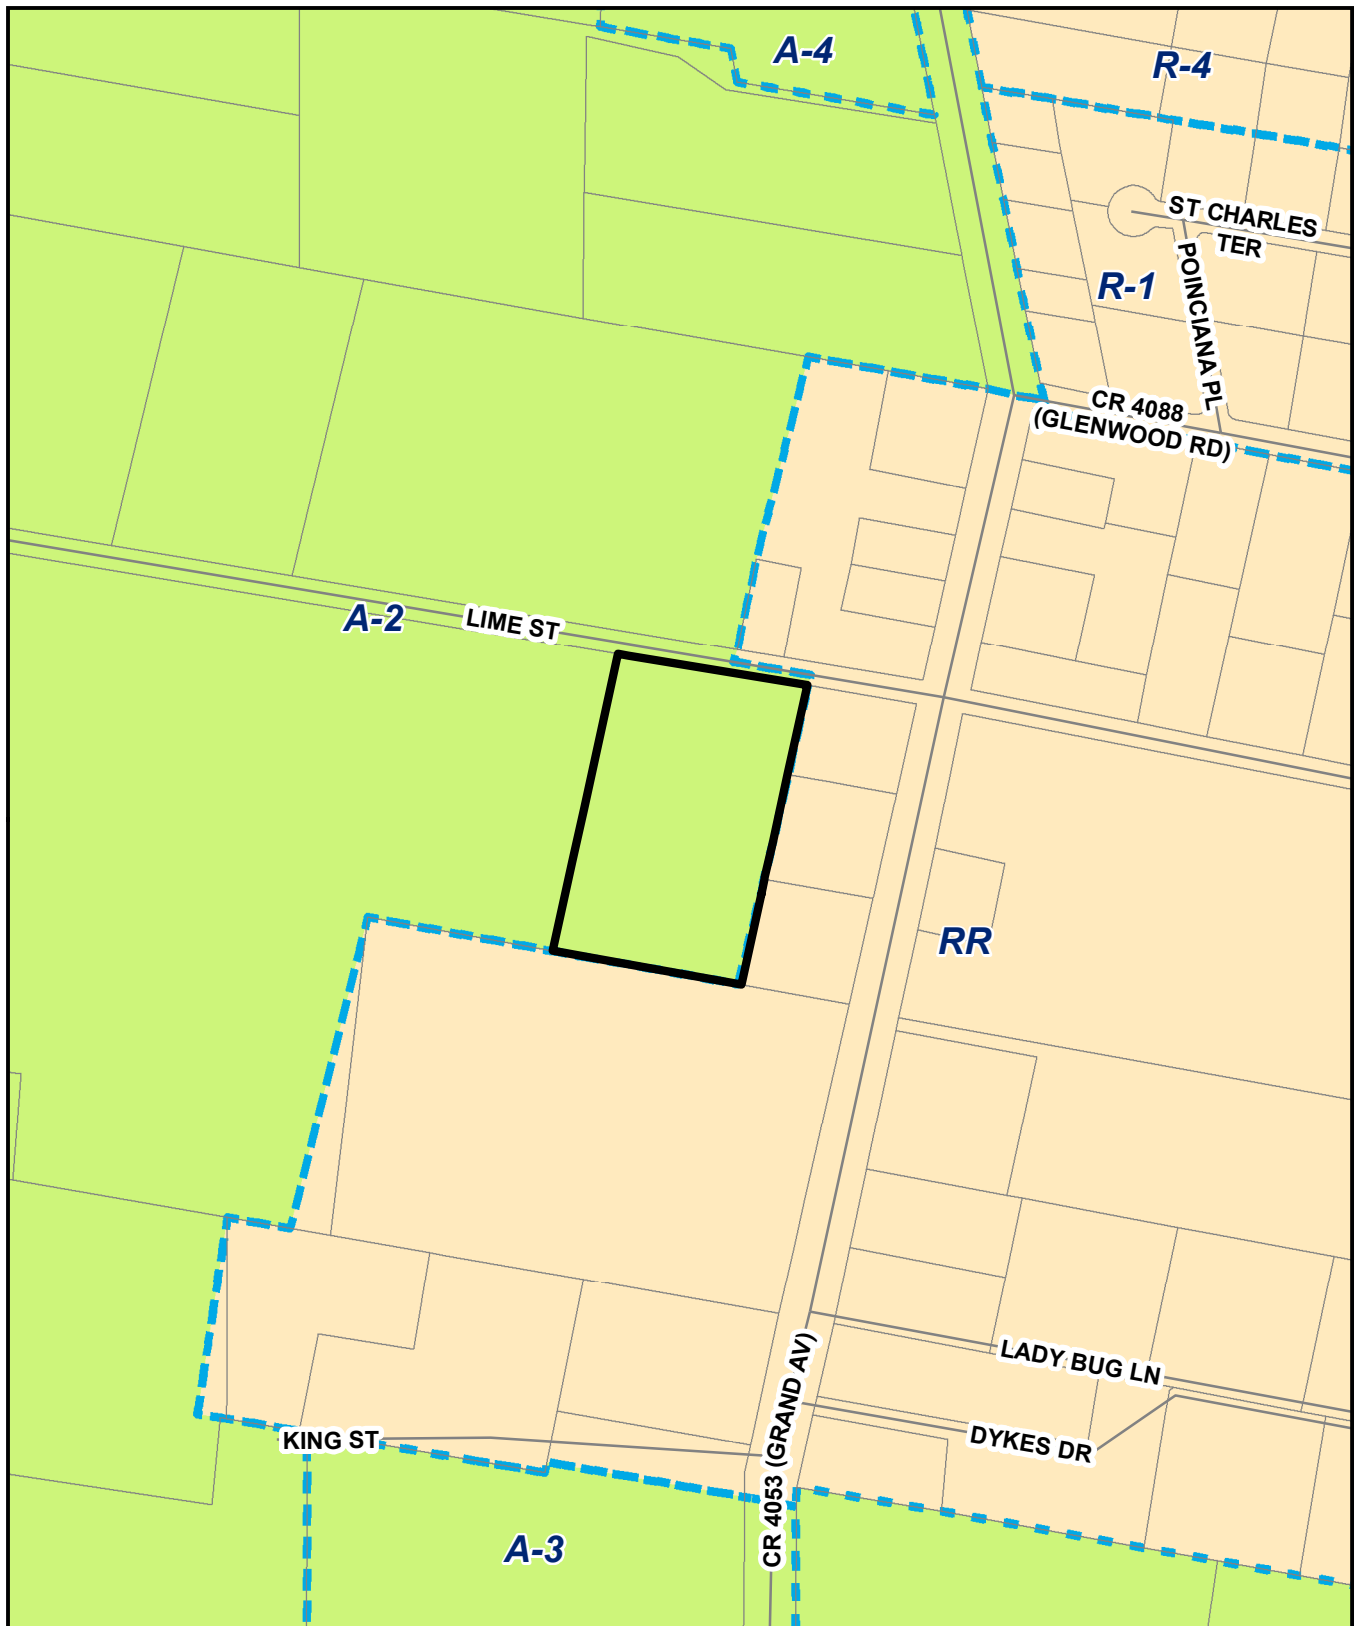 A-4
R-4
ST CHARLES
TER
R-1
POINCIANA PL
CR 4088
(GLENWOOD RD)
A-2
LIME ST
RR
LADY BUG LN
KING ST
DYKES DR
CR 4053 (GRAND AV)
A-3